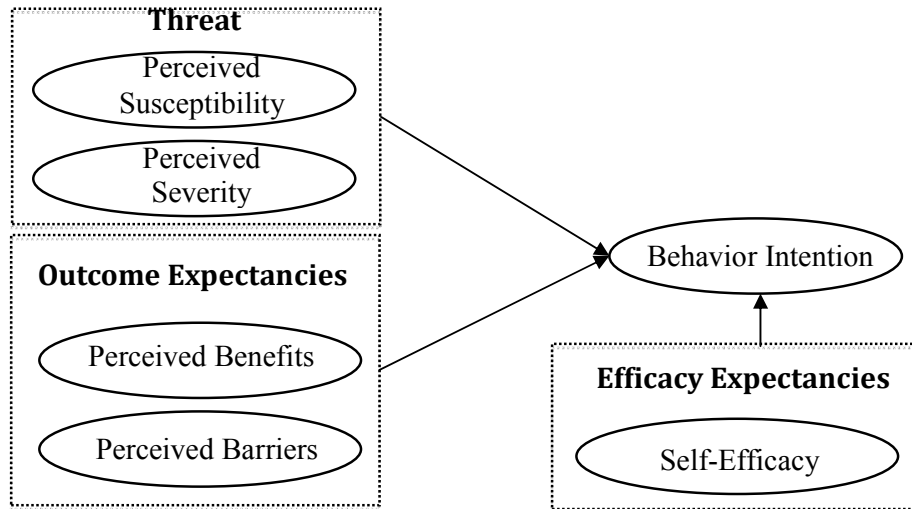 Threat
Perceived
Susceptibility
Perceived
Severity
Outcome Expectancies
Perceived Benefits
Perceived Barriers
Behavior Intention
Efficacy Expectancies
Self-Efficacy